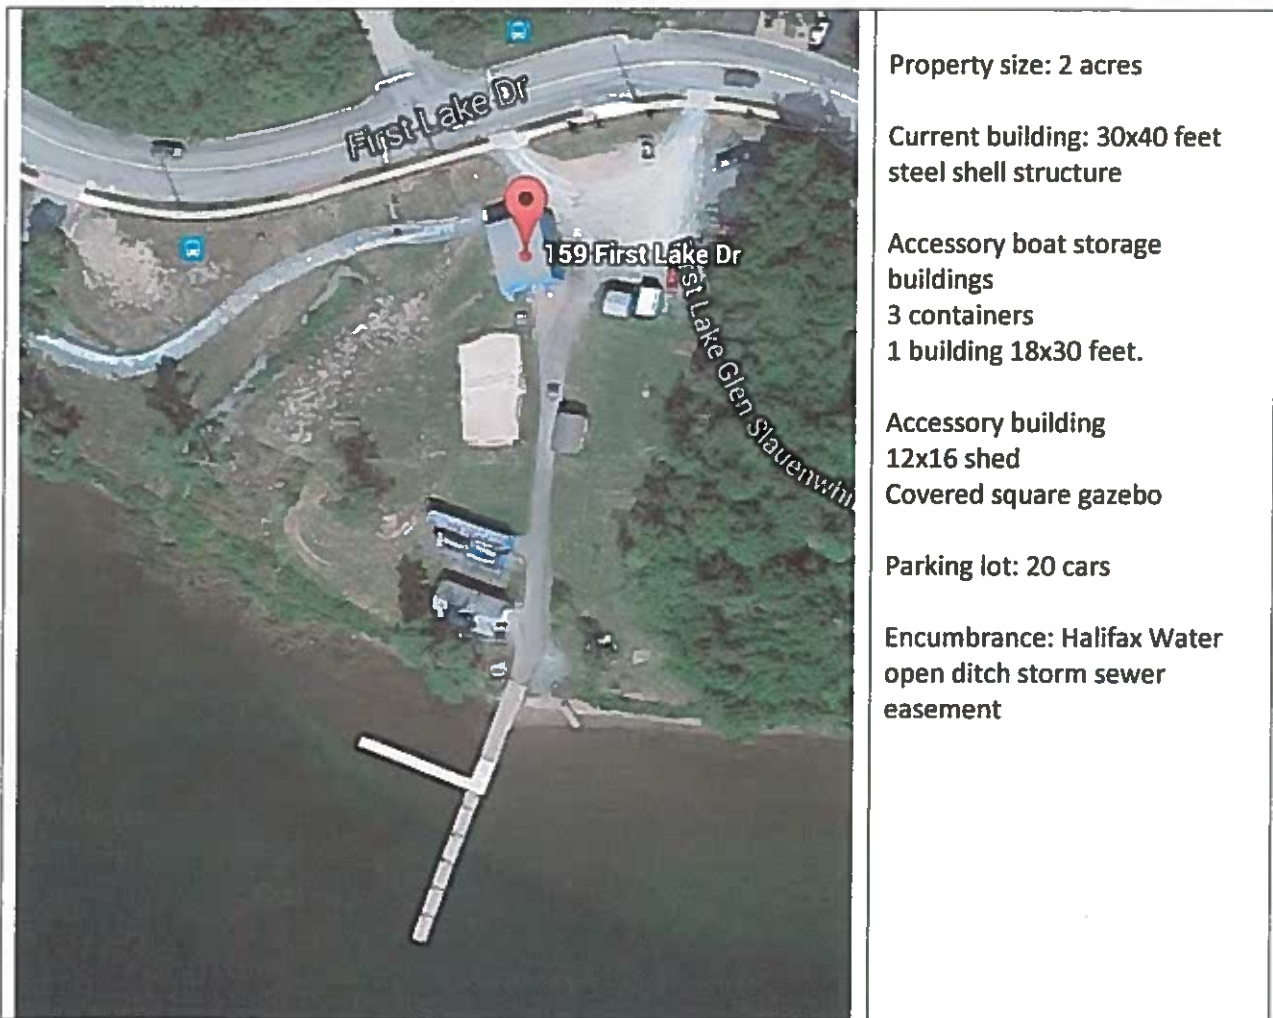 First Lake Dr
159 First Lake Dr
st Lake Glen Slauenwhi
Property size: 2 acres
Current building: 30x40 feet
steel shell structure
Accessory boat storage
buildings
3 containers
1 building 18x30 feet.
Accessory building
12x16 shed
Covered square gazebo
Parking lot: 20 cars
Encumbrance: Halifax Water
open ditch storm sewer
easement